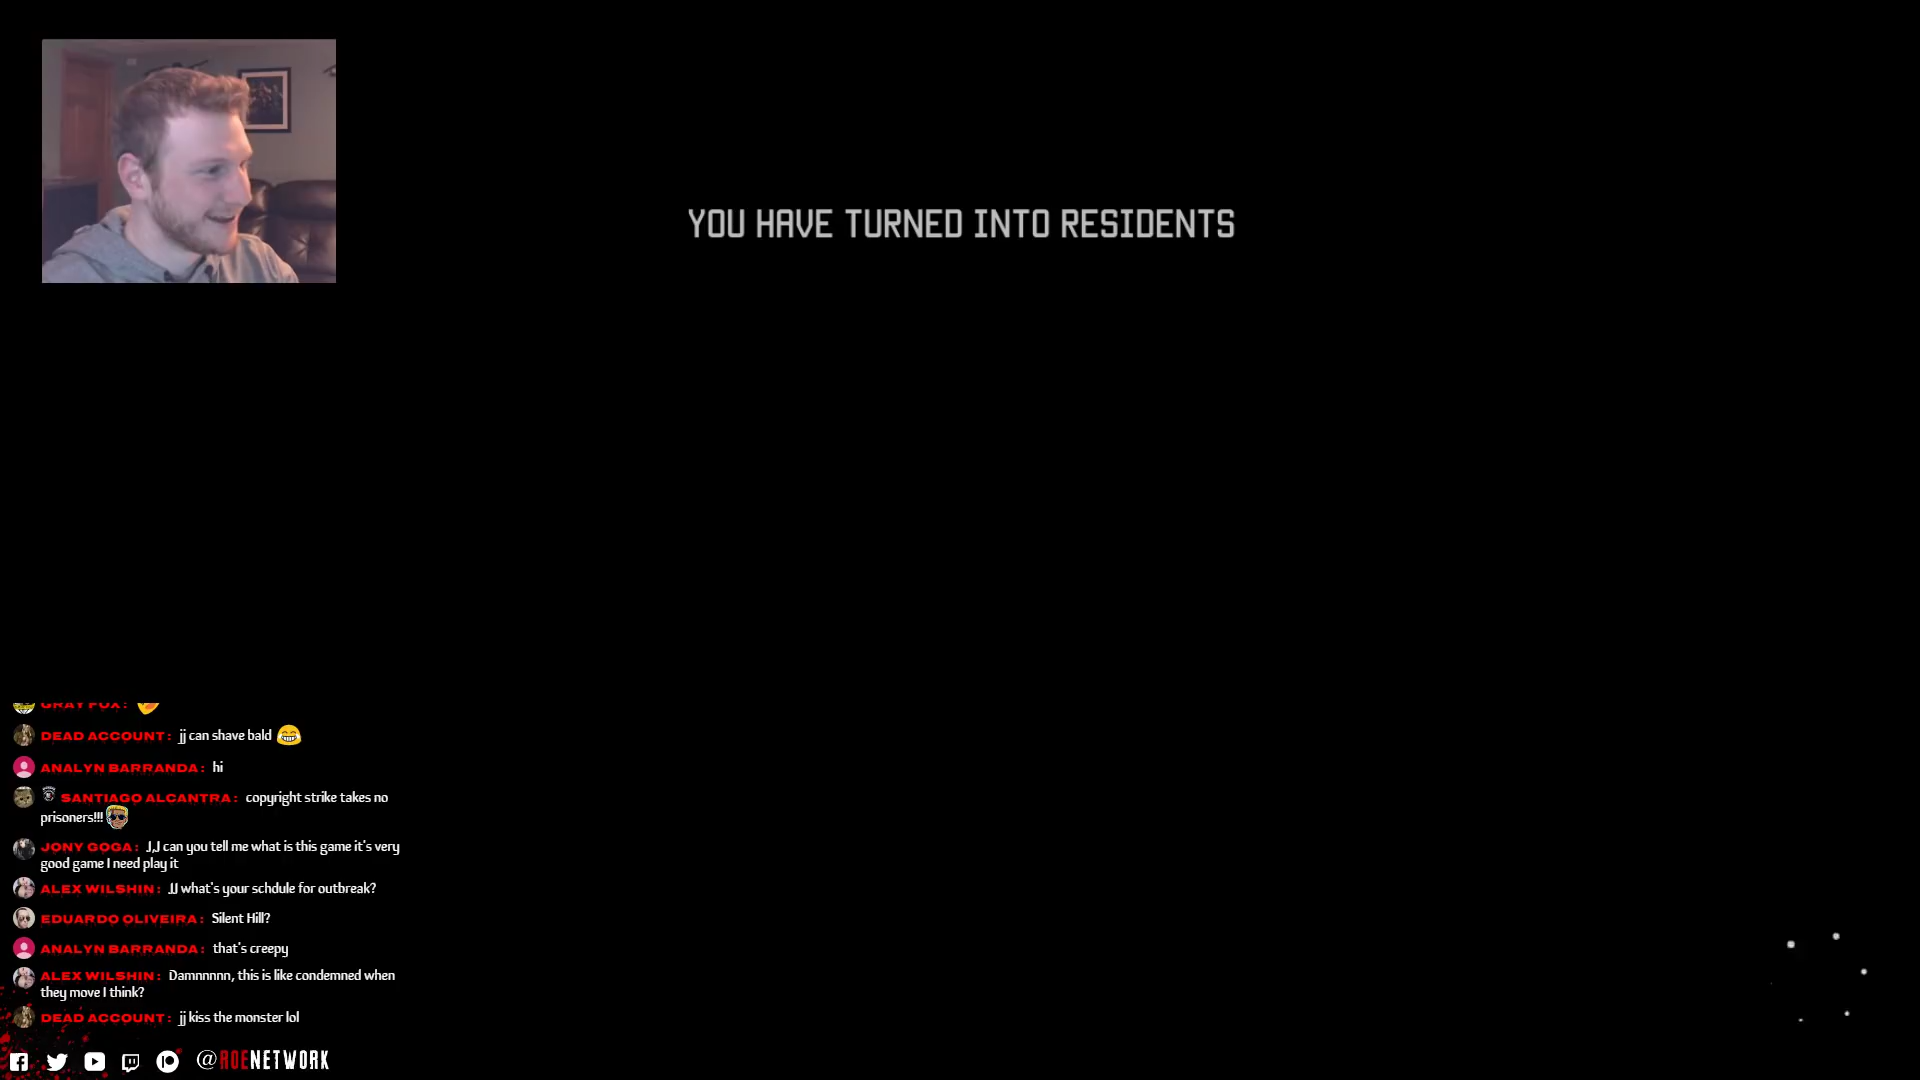 YOU HAVE TURNED INTO RESIDENTS
GRAY FOX :
DEAD ACCOUNT : jj can shave bald
ANALYN BARRANDA : hi
SANTIAGO ALCANTRA : copyright strike takes no
prisoners!!!
JONY GOGA : J,J can you tell me what is this game it's very
good game I need play it
ALEX WILSHIN : JJ what's your schdule for outbreak?
EDUARDO OLIVEIRA : Silent Hill?
ANALYN BARRANDA : that's creepy
ALEX WILSHIN : Damnnnnn, this is like condemned when
they move I think?
DEAD ACCOUNT : jj kiss the monster lol
@ROENETWORK